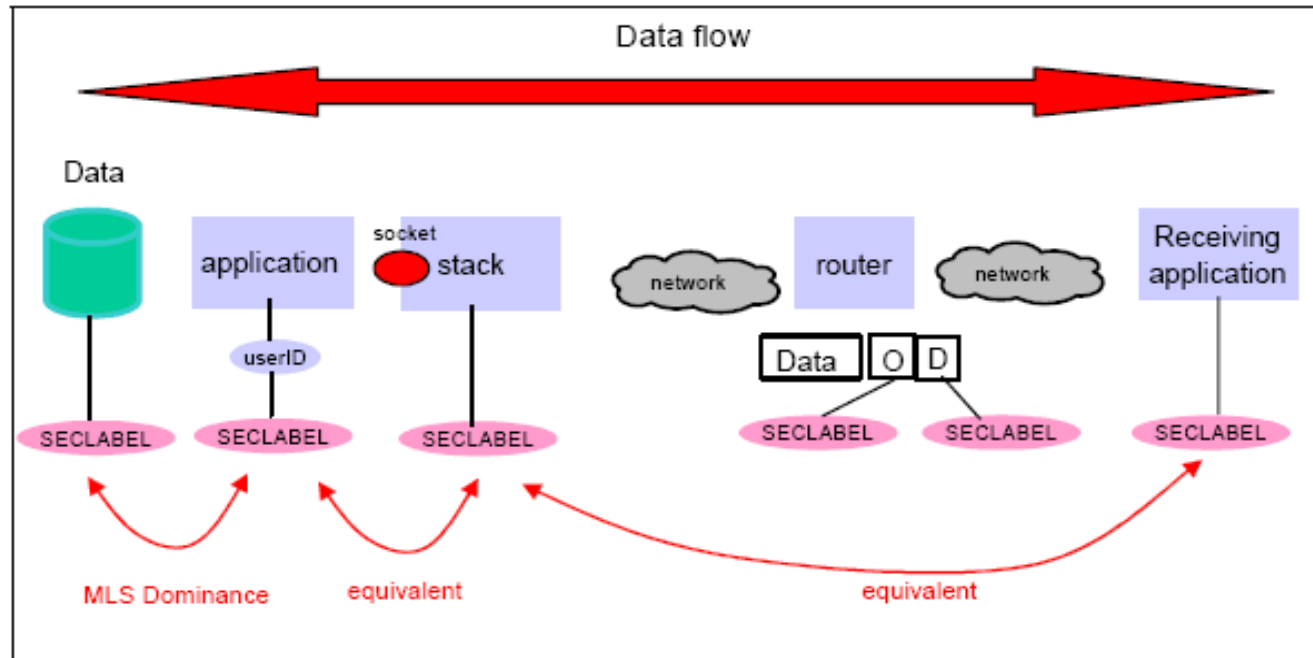 Data flow
Data
application
socket
stack
network
router
network
Receiving
application
userID
Data
O
D
SECLABEL
SECLABEL
SECLABEL
SECLABEL
SECLABEL
SECLABEL
MLS Dominance
equivalent
equivalent